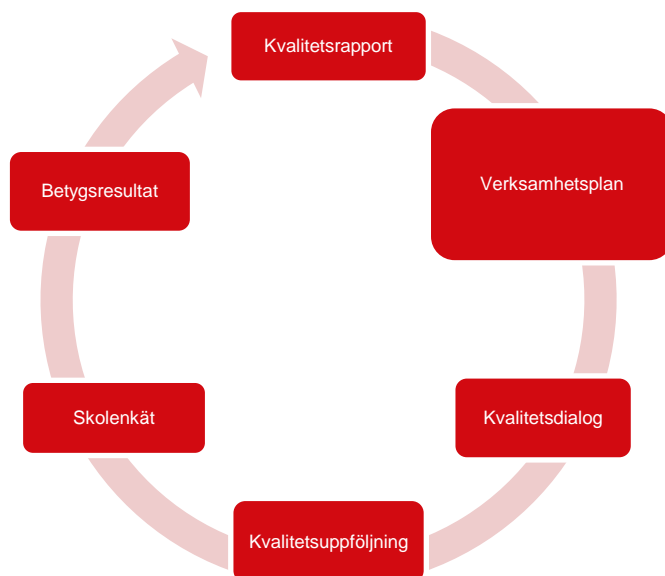 Kvalitetsrapport
Verksamhetsplan
Kvalitetsdialog
Kvalitetsuppföljning
Skolenkät
Betygsresultat